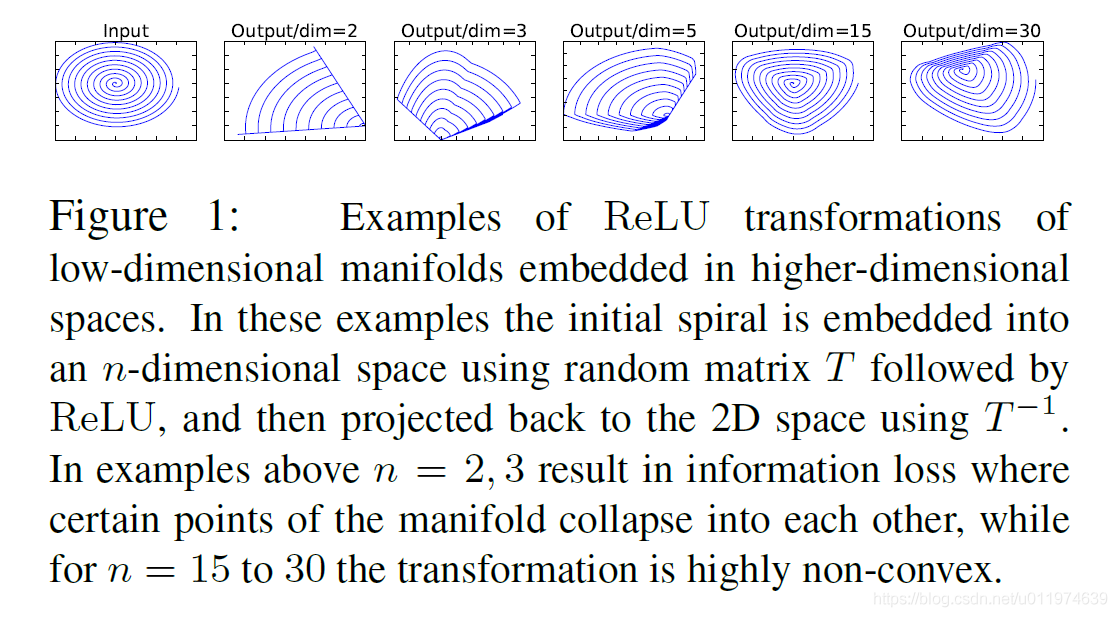 Input Output/dim=2 Output/dim=3 Output/dim=5 Output/dim=15 Output/dim=30
Figure 1: Examples of ReLU transformations of
low-dimensional manifolds embedded in higher-dimensional
spaces. In these examples the initial spiral is embedded into
an n-dimensional space using random matrix T followed by
ReLU, and then projected back to the 2D space using T⁻¹.
In examples above n = 2, 3 result in information loss where
certain points of the manifold collapse into each other, while
for n = 15 to 30 the transformation is highly non-convex.
https://blog.csdn.net/u011974639